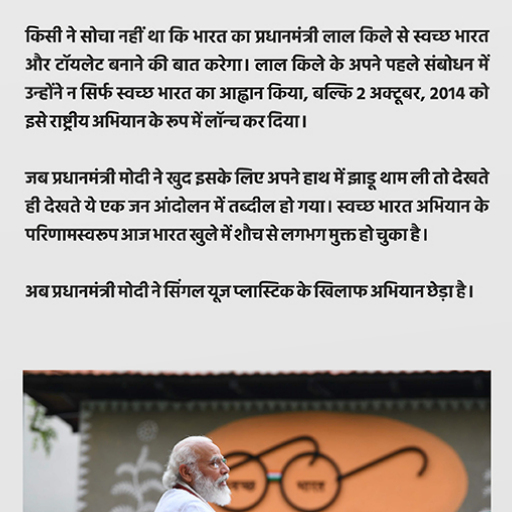 किसी ने सोचा नहीं था कि भारत का प्रधानमंत्री लाल किले से स्वच्छ भारत
और टॉयलेट बनाने की बात करेगा। लाल किले के अपने पहले संबोधन में
उन्होंने न सिर्फ स्वच्छ भारत का आह्वान किया, बल्कि 2 अक्टूबर, 2014 को
इसे राष्ट्रीय अभियान के रूप में लॉन्च कर दिया।
जब प्रधानमंत्री मोदी ने खुद इसके लिए अपने हाथ में झाडू थाम ली तो देखते
ही देखते ये एक जन आंदोलन में तब्दील हो गया। स्वच्छ भारत अभियान के
परिणामस्वरूप आज भारत खुले में शौच से लगभग मुक्त हो चुका है।
अब प्रधानमंत्री मोदी ने सिंगल यूज प्लास्टिक के खिलाफ अभियान छेड़ा है।
भारत